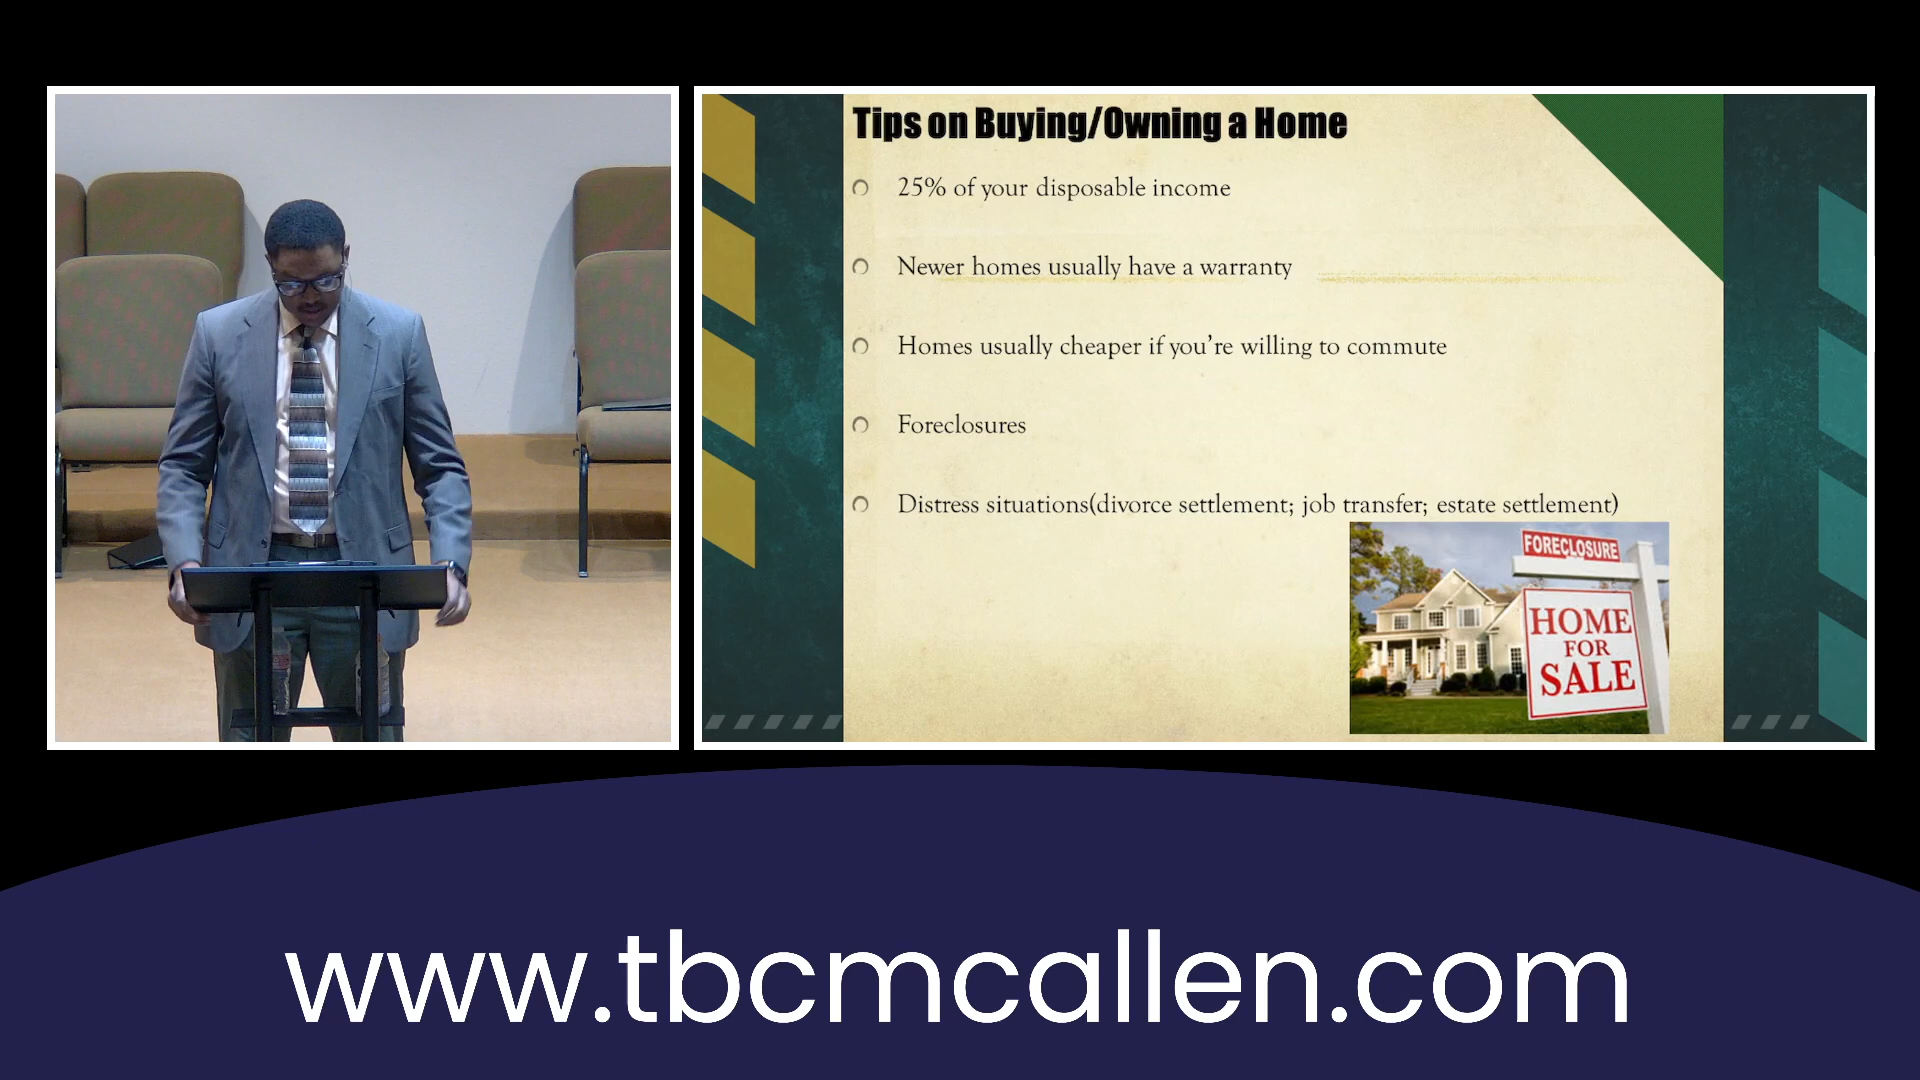 Tips on Buying/Owning a Home
25% of your disposable income
Newer homes usually have a warranty
Homes usually cheaper if you're willing to commute
Foreclosures
Distress situations(divorce settlement; job transfer; estate settlement)
FORECLOSURE
HOME
FOR
SALE
www.tbcmcallen.com